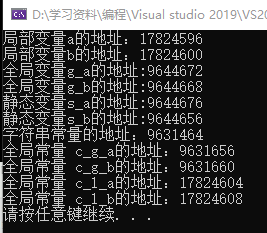 D:\学习资料\编程\Visual studio 2019\VS20
局部变量a的地址：17824596
局部变量b的地址：17824600
全局变量g_a的地址:9644672
全局变量g_b的地址:9644668
静态变量s_a的地址:9644676
静态变量s_b的地址:9644656
字符串常量的地址：9631464
全局常量 c_g_a的地址：9631656
全局常量 c_g_b的地址：9631660
全局常量 c_l_a的地址：17824604
全局常量 c_l_b的地址：17824608
请按任意键继续. . .